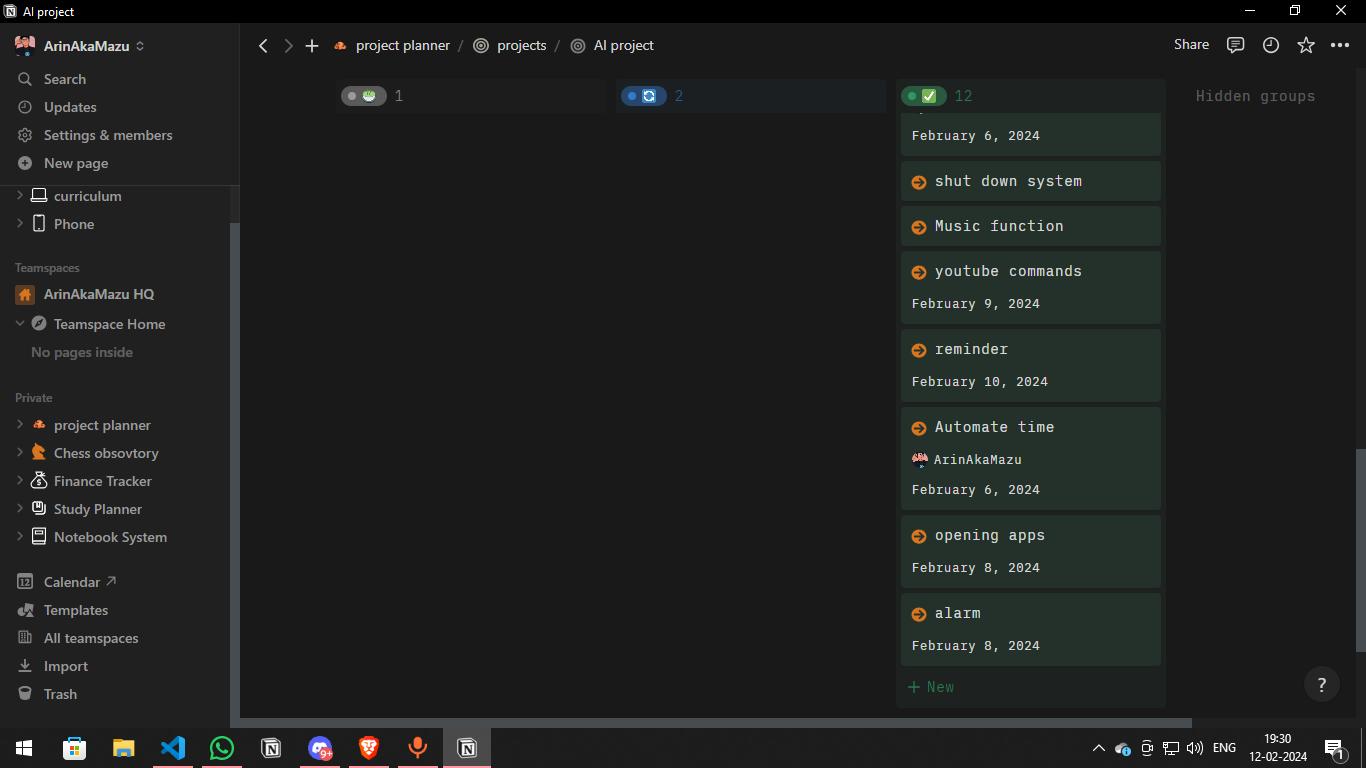 AI project
ArinAkaMazu
Search
Updates
Settings & members
New page
curriculum
Phone
Teamspaces
ArinAkaMazu HQ
Teamspace Home
No pages inside
Private
project planner
Chess obsovtory
Finance Tracker
Study Planner
Notebook System
12 Calendar
Templates
All teamspaces
Import
Trash
project planner / projects / AI project
Share
1
2
12
Hidden groups
February 6, 2024
shut down system
Music function
youtube commands
February 9, 2024
reminder
February 10, 2024
Automate time
ArinAkaMazu
February 6, 2024
opening apps
February 8, 2024
alarm
February 8, 2024
+ New
?
9+
ENG
19:30
12-02-2024
1